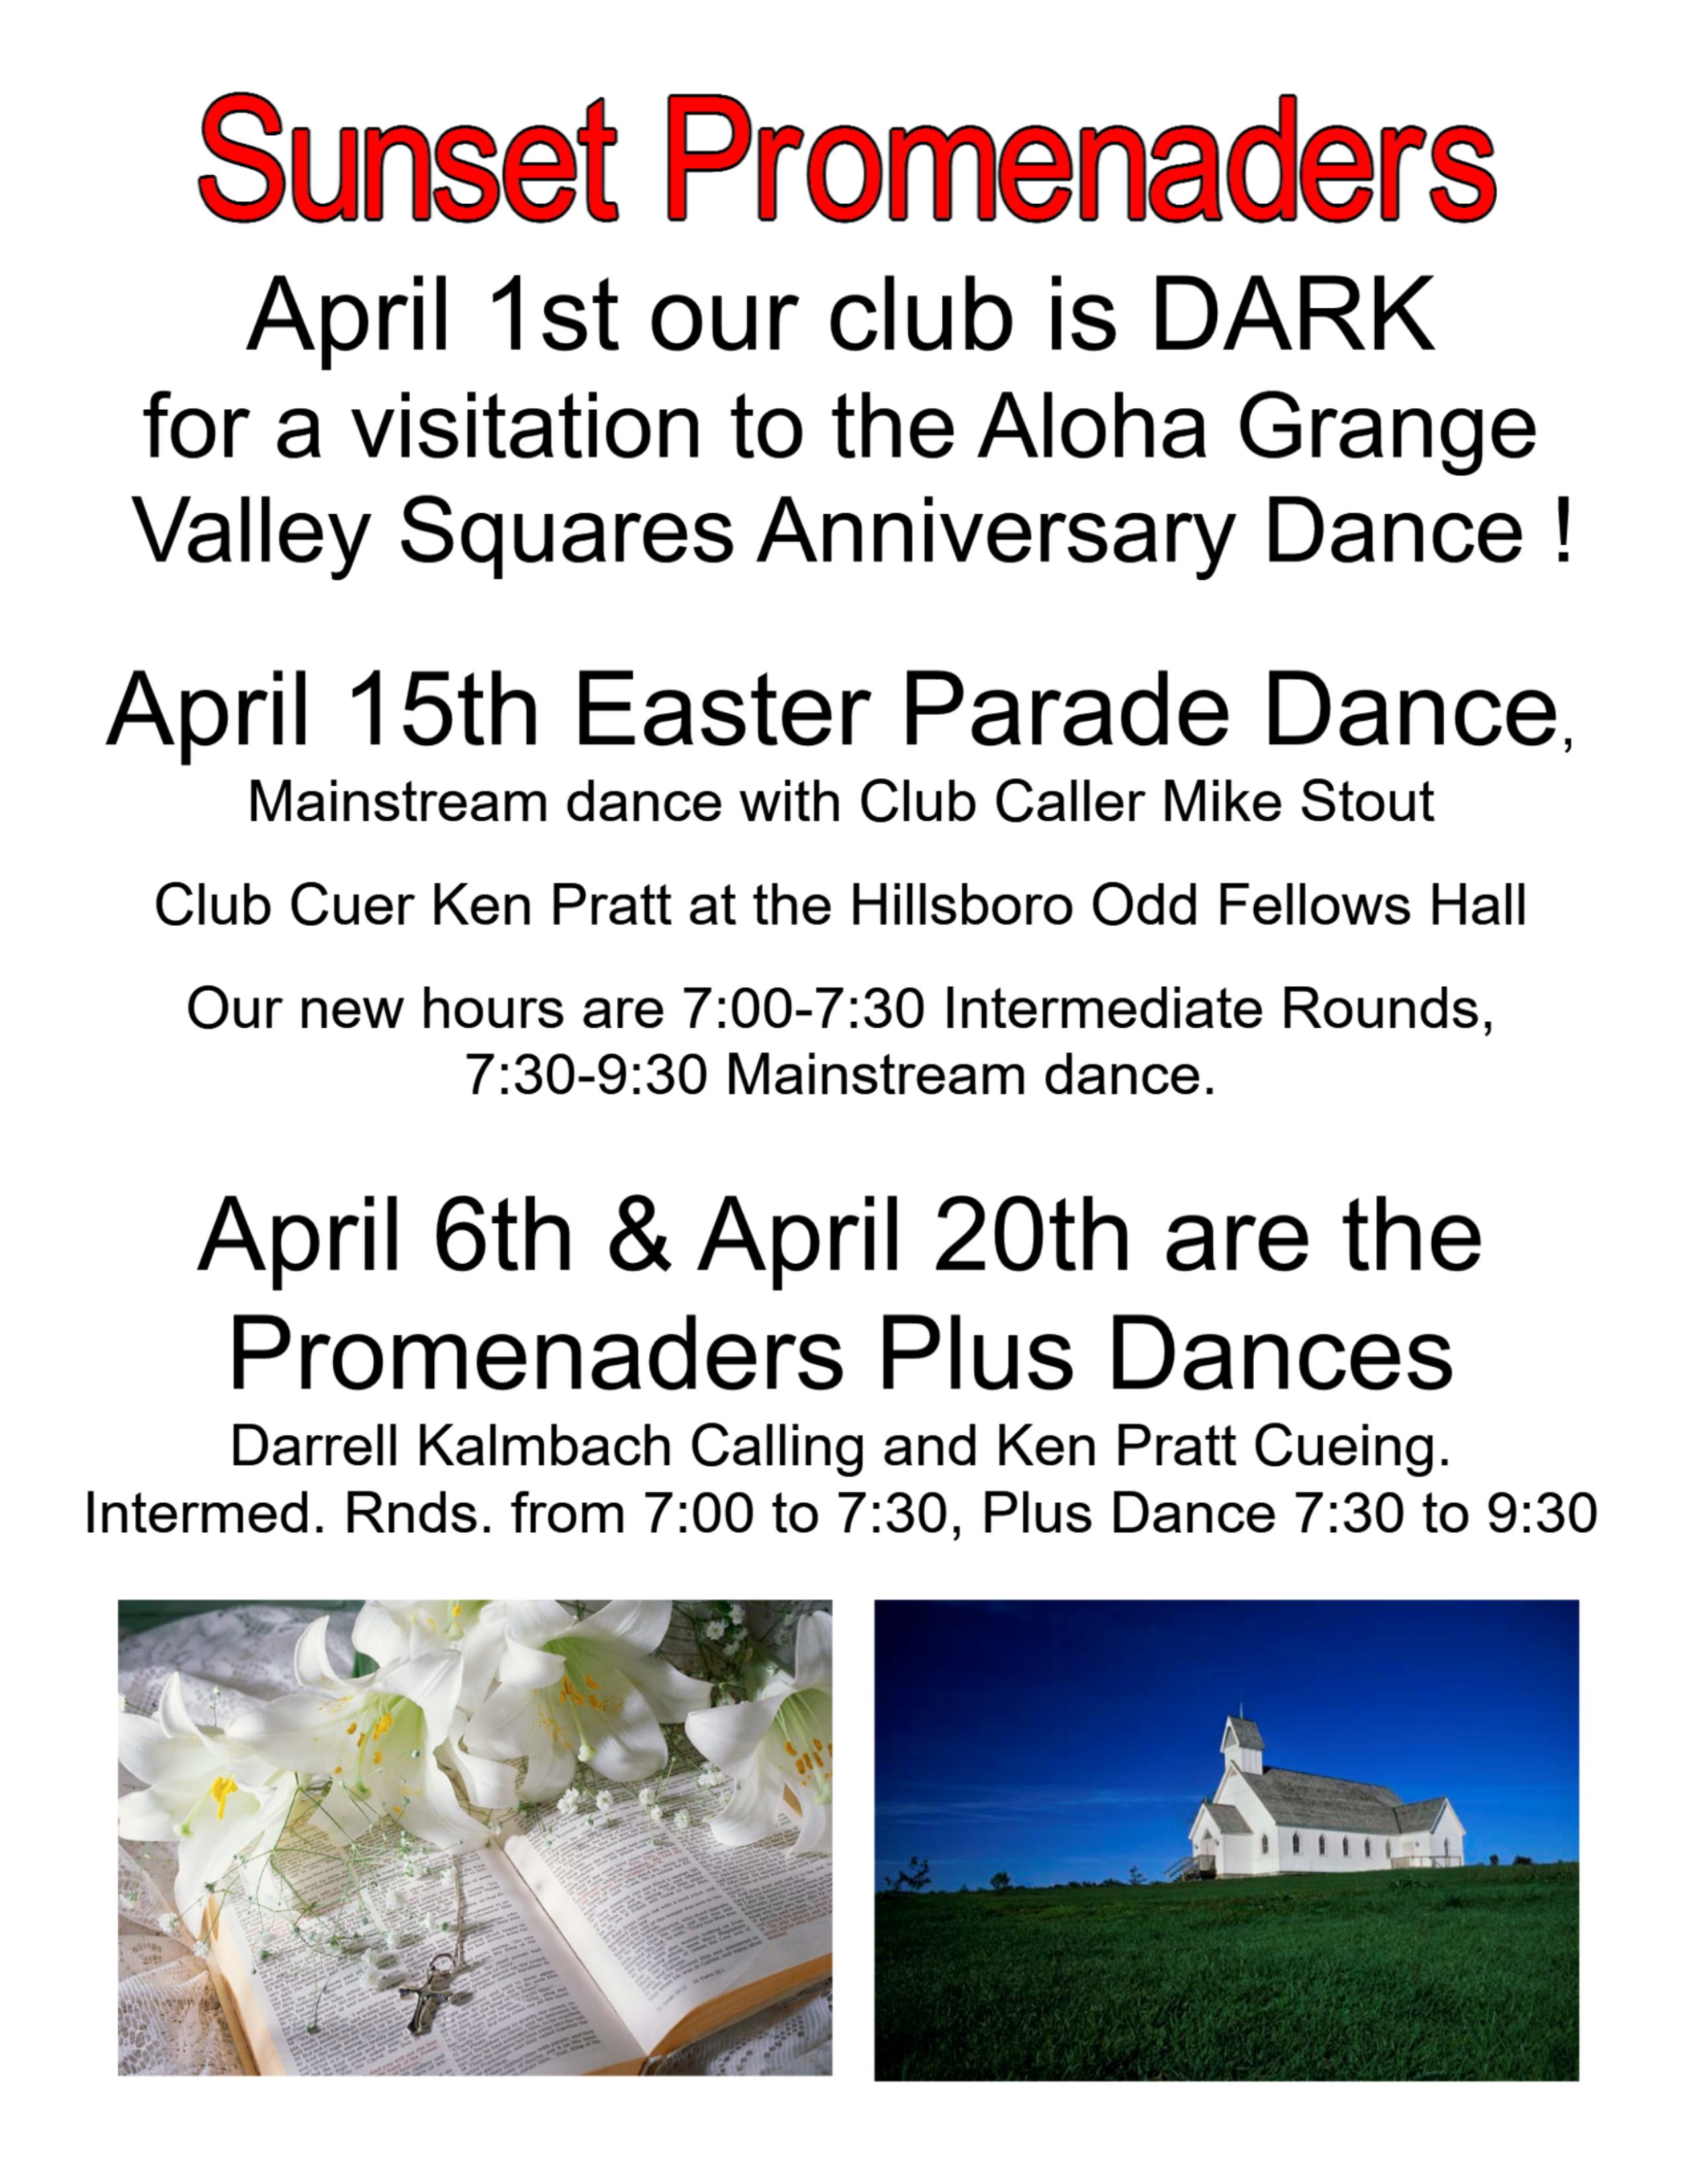 Sunset Promenaders
April 1st our club is DARK
for a visitation to the Aloha Grange
Valley Squares Anniversary Dance !
April 15th Easter Parade Dance,
Mainstream dance with Club Caller Mike Stout
Club Cuer Ken Pratt at the Hillsboro Odd Fellows Hall
Our new hours are 7:00-7:30 Intermediate Rounds,
7:30-9:30 Mainstream dance.
April 6th & April 20th are the
Promenaders Plus Dances
Darrell Kalmbach Calling and Ken Pratt Cueing.
Intermed. Rnds. from 7:00 to 7:30, Plus Dance 7:30 to 9:30